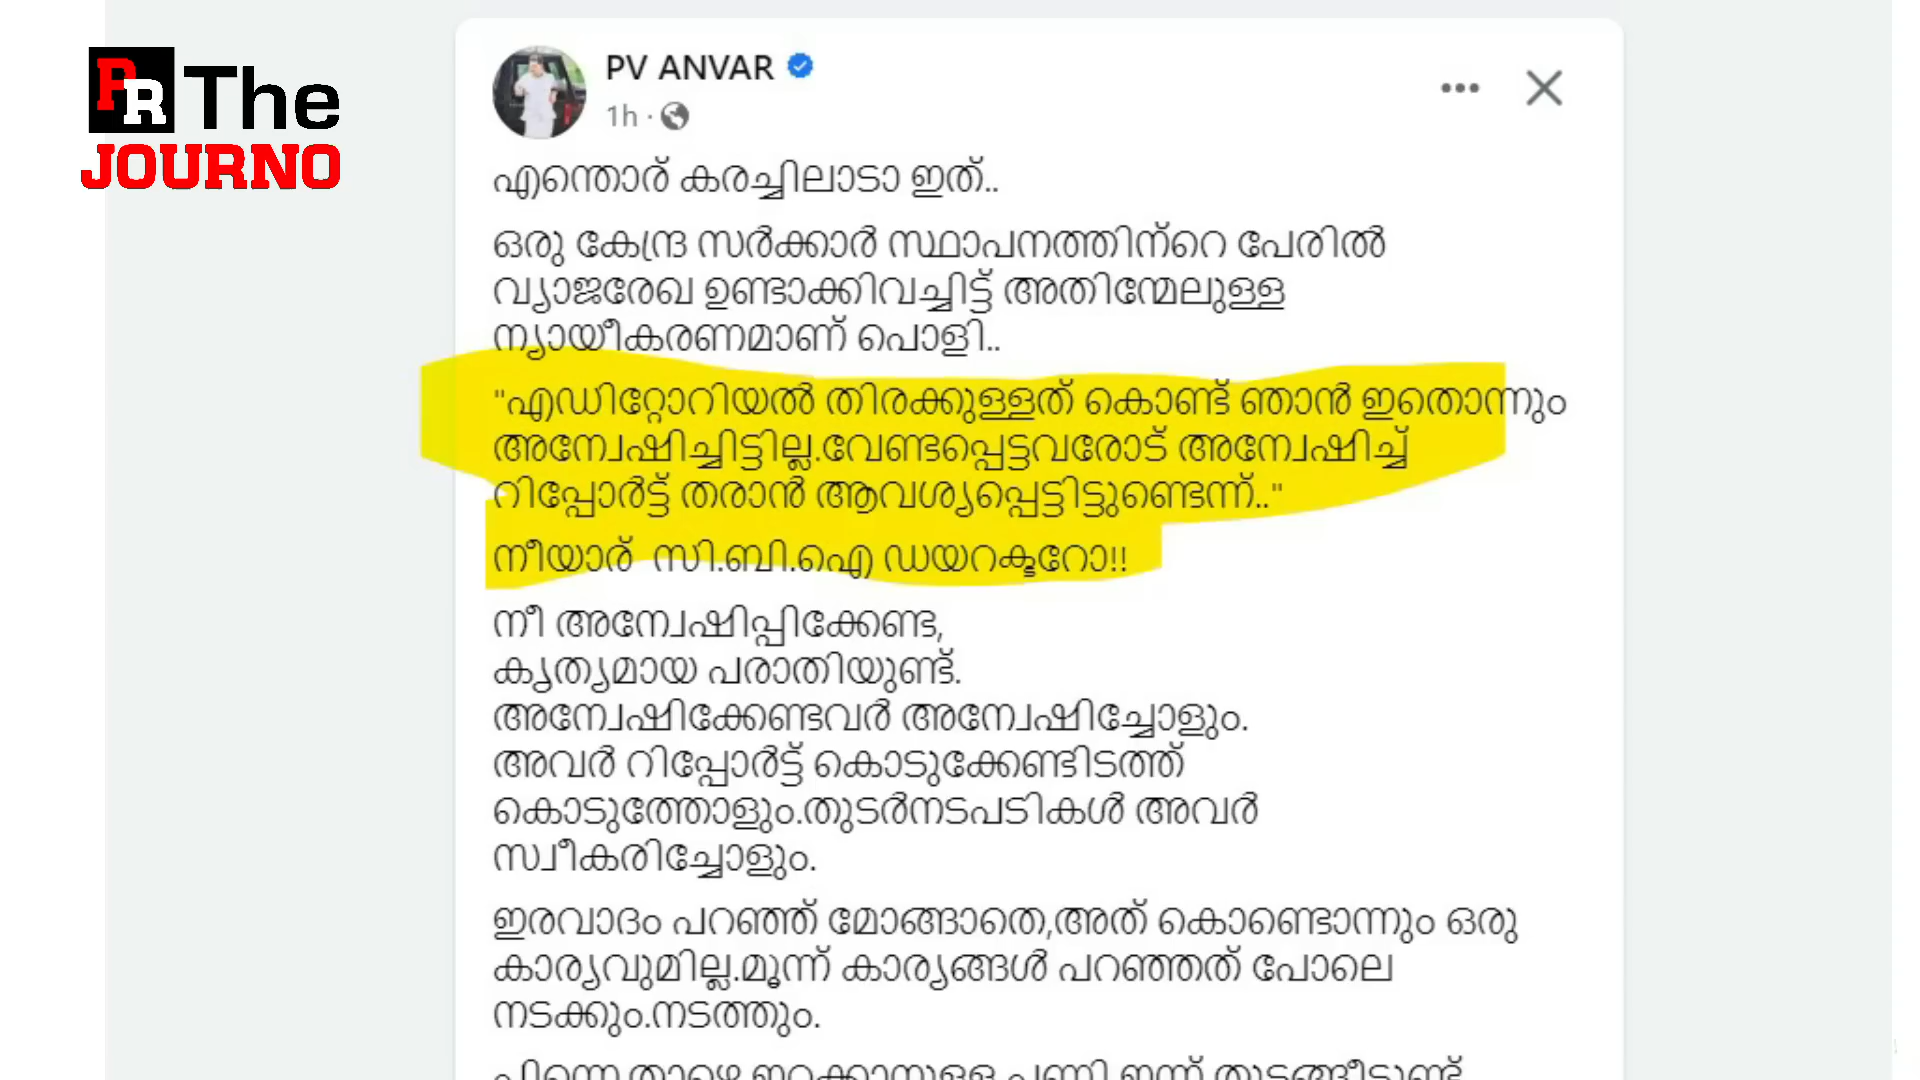 PR The
JOURNO
PV ANVAR
1h ·
എന്തൊര് കരച്ചിലാടാ ഇത്..
ഒരു കേന്ദ്ര സർക്കാർ സ്ഥാപനത്തിന്റെ പേരിൽ
വ്യാജരേഖ ഉണ്ടാക്കിവച്ചിട്ട് അതിന്മേലുള്ള
ന്യായീകരണമാണ് പൊളി..
"എഡിറ്റോറിയൽ തിരക്കുള്ളത് കൊണ്ട് ഞാൻ ഇതൊന്നും
അന്വേഷിച്ചിട്ടില്ല.വേണ്ടപ്പെട്ടവരോട് അന്വേഷിച്ച്
റിപ്പോർട്ട് തരാൻ ആവശ്യപ്പെട്ടിട്ടുണ്ടെന്ന്.."
നീയാര് സി.ബി.ഐ ഡയറക്ടറോ!!
നീ അന്വേഷിപ്പിക്കേണ്ട,
കൃത്യമായ പരാതിയുണ്ട്.
അന്വേഷിക്കേണ്ടവർ അന്വേഷിച്ചോളും.
അവർ റിപ്പോർട്ട് കൊടുക്കേണ്ടിടത്ത്
കൊടുത്തോളും.തുടർനടപടികൾ അവർ
സ്വീകരിച്ചോളും.
ഇരവാദം പറഞ്ഞ് മോങ്ങാതെ,അത് കൊണ്ടൊന്നും ഒരു
കാര്യവുമില്ല.മൂന്ന് കാര്യങ്ങൾ പറഞ്ഞത് പോലെ
നടക്കും.നടത്തും.